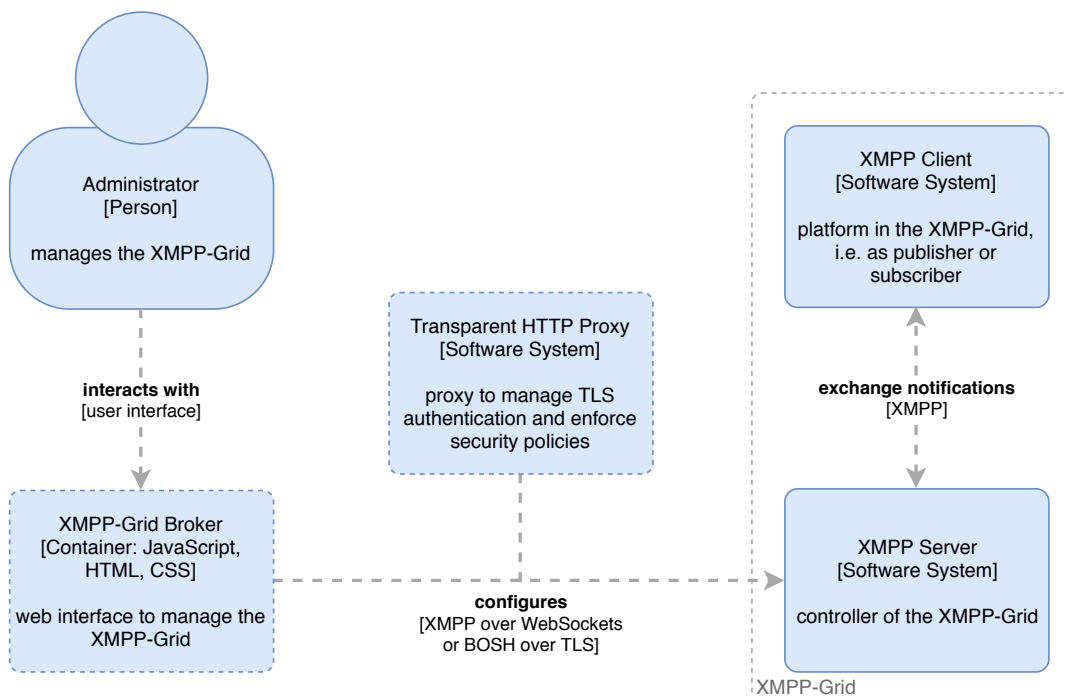 Administrator
[Person]
manages the XMPP-Grid
interacts with
[user interface]
XMPP-Grid Broker
[Container: JavaScript,
HTML, CSS]
web interface to manage the
XMPP-Grid
Transparent HTTP Proxy
[Software System]
proxy to manage TLS
authentication and enforce
security policies
configures
[XMPP over WebSockets
or BOSH over TLS]
XMPP Client
[Software System]
platform in the XMPP-Grid,
i.e. as publisher or
subscriber
exchange notifications
[XMPP]
XMPP Server
[Software System]
controller of the XMPP-Grid
XMPP-Grid